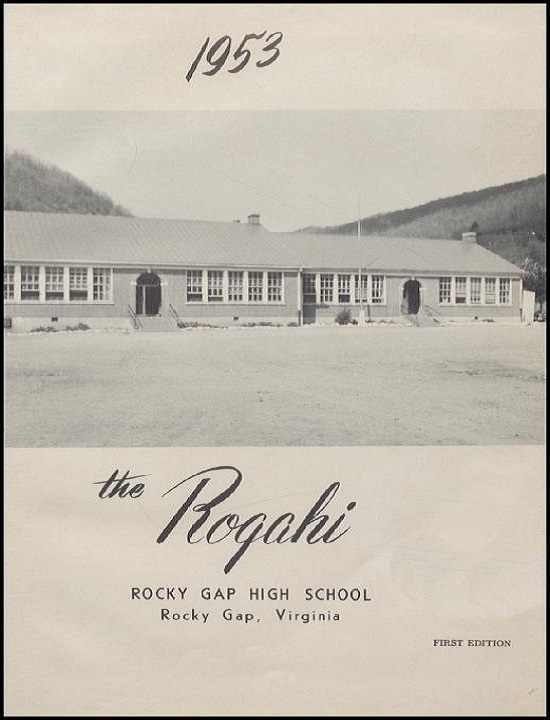 1953
the Rogahi
ROCKY GAP HIGH SCHOOL
Rocky Gap, Virginia
FIRST EDITION